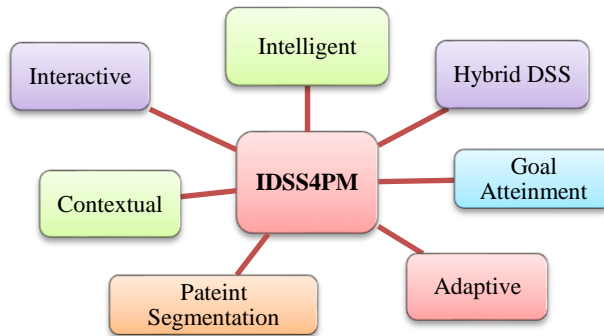 Intelligent
Interactive
Hybrid DSS
IDSS4PM
Goal
Atteinment
Contextual
Pateint
Segmentation
Adaptive